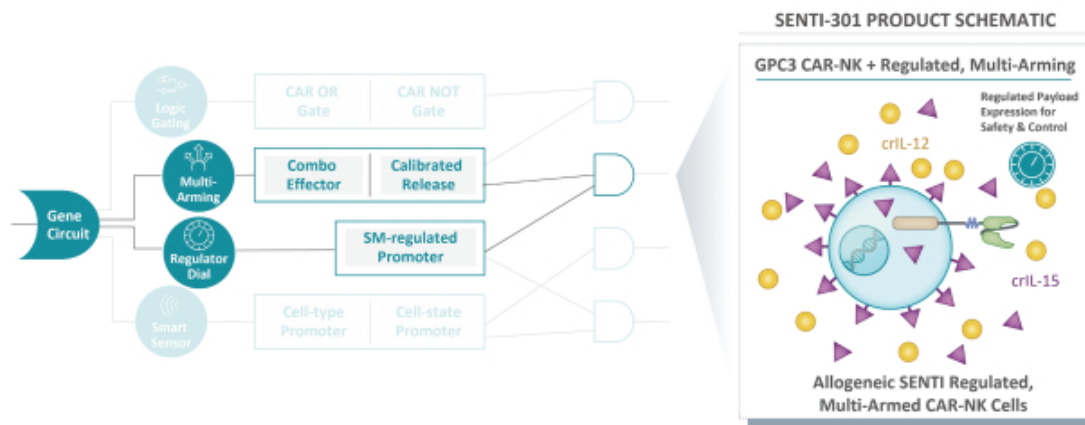 SENTI-301 PRODUCT SCHEMATIC
Gene
Circuit
Logic
Gating
CAR OR
Gate
CAR NOT
Gate
Multi-
Arming
Combo
Effector
Calibrated
Release
Regulator
Dial
SM-regulated
Promoter
Smart
Sensor
Cell-type
Promoter
Cell-state
Promoter
GPC3 CAR-NK + Regulated, Multi-Arming
Regulated Payload
Expression for
Safety & Control
crIL-12
crIL-15
Allogeneic SENTI Regulated,
Multi-Armed CAR-NK Cells